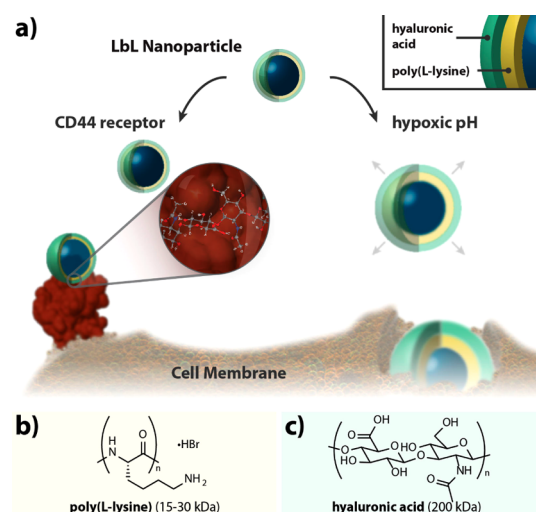 a)
LbL Nanoparticle
hyaluronic
acid
poly(L-lysine)
CD44 receptor
hypoxic pH
Cell Membrane
b)
H
N
O
n
•HBr
NH2
poly(L-lysine) (15-30 kDa)
c)
OH
O
HO
O
HO
OH
O
HO
O
O
NH
O
O
n
hyaluronic acid (200 kDa)